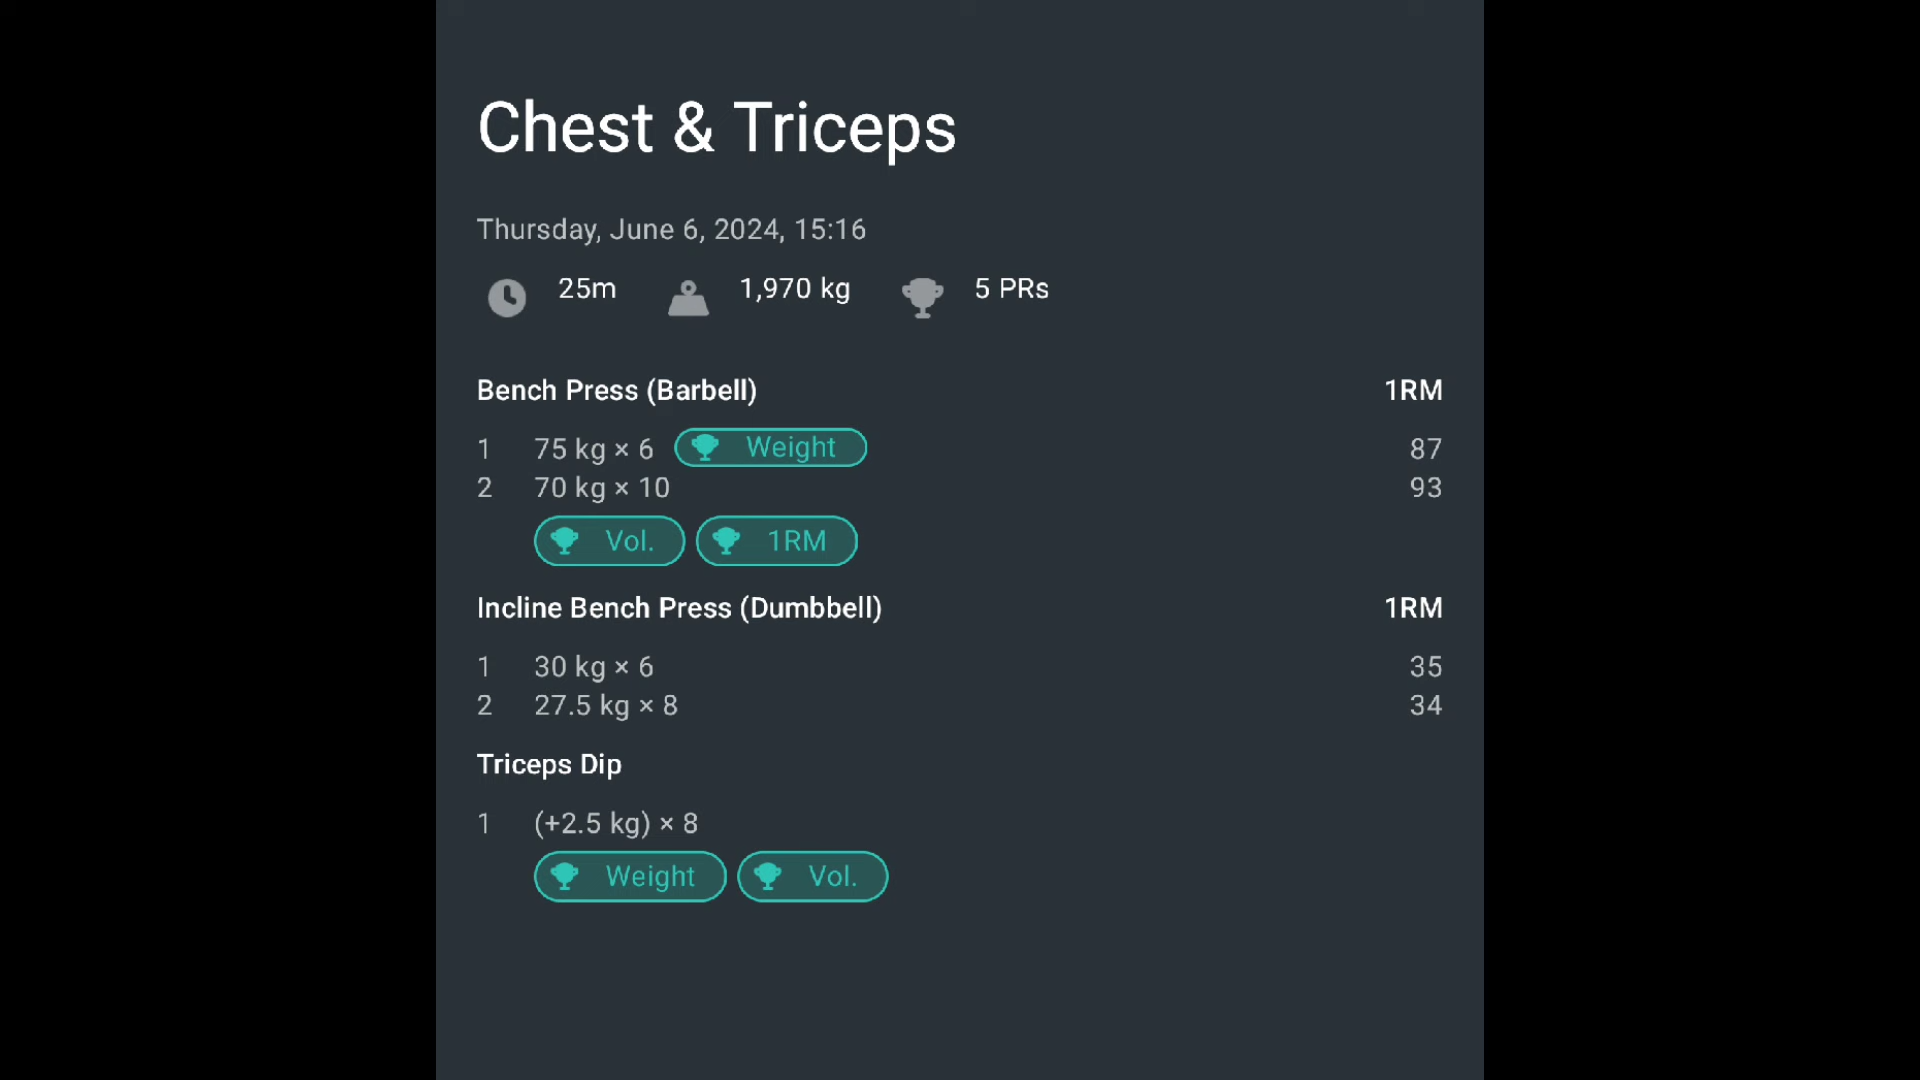 Chest & Triceps
Thursday, June 6, 2024, 15:16
25m 1,970 kg 5 PRs
Bench Press (Barbell) 1RM
1 75 kg × 6 Weight 87
2 70 kg × 10 93
Vol. 1RM
Incline Bench Press (Dumbbell) 1RM
1 30 kg × 6 35
2 27.5 kg × 8 34
Triceps Dip
1 (+2.5 kg) × 8
Weight Vol.